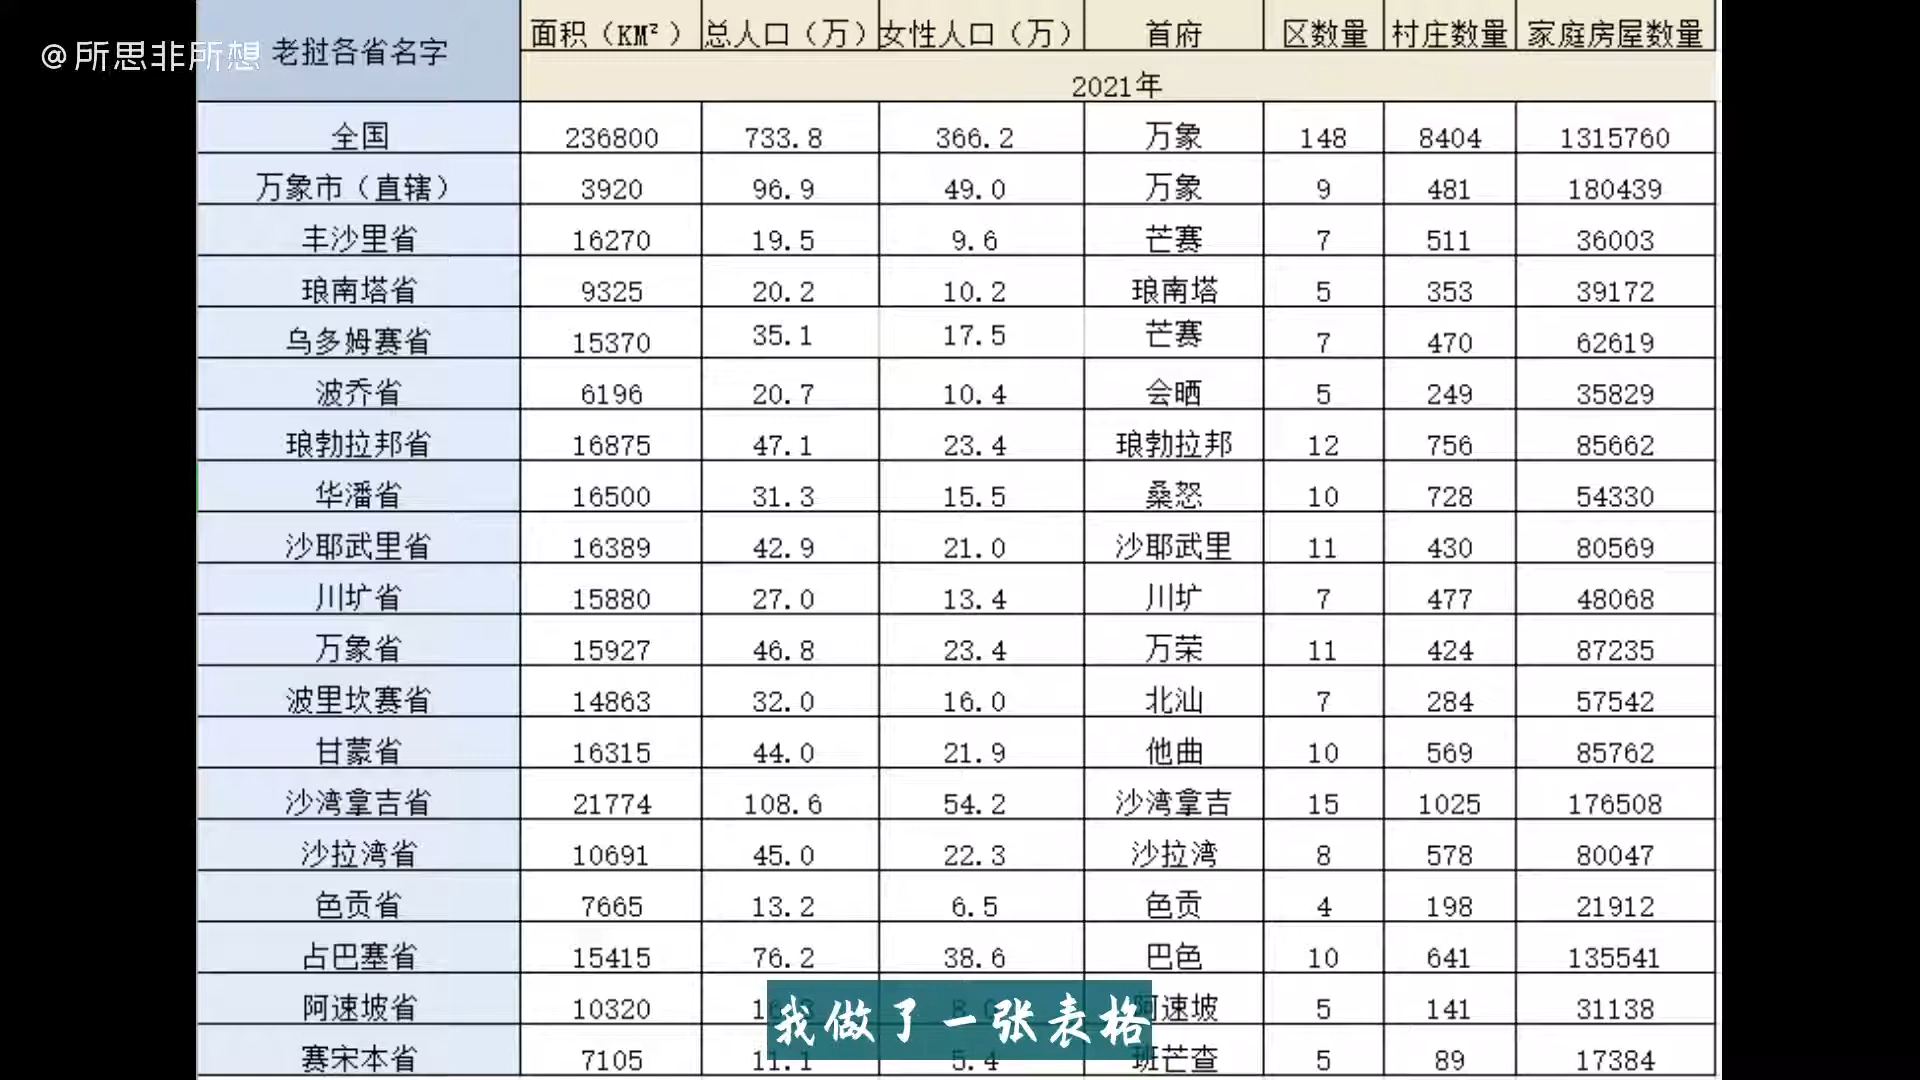 @所思非所想
老挝各省名字 面积（KM²） 总人口（万） 女性人口（万） 首府 区数量 村庄数量 家庭房屋数量
2021年
全国 236800 733.8 366.2 万象 148 8404 1315760
万象市（直辖） 3920 96.9 49.0 万象 9 481 180439
丰沙里省 16270 19.5 9.6 芒赛 7 511 36003
琅南塔省 9325 20.2 10.2 琅南塔 5 353 39172
乌多姆赛省 15370 35.1 17.5 芒赛 7 470 62619
波乔省 6196 20.7 10.4 会晒 5 249 35829
琅勃拉邦省 16875 47.1 23.4 琅勃拉邦 12 756 85662
华潘省 16500 31.3 15.5 桑怒 10 728 54330
沙耶武里省 16389 42.9 21.0 沙耶武里 11 430 80569
川圹省 15880 27.0 13.4 川圹 7 477 48068
万象省 15927 46.8 23.4 万荣 11 424 87235
波里坎赛省 14863 32.0 16.0 北汕 7 284 57542
甘蒙省 16315 44.0 21.9 他曲 10 569 85762
沙湾拿吉省 21774 108.6 54.2 沙湾拿吉 15 1025 176508
沙拉湾省 10691 45.0 22.3 沙拉湾 8 578 80047
色贡省 7665 13.2 6.5 色贡 4 198 21912
占巴塞省 15415 76.2 38.6 巴色 10 641 135541
阿速坡省 10320 阿速坡 5 141 31138
我做了一张表格
赛宋本省 7105 11.1 5.4 班芒查 5 89 17384